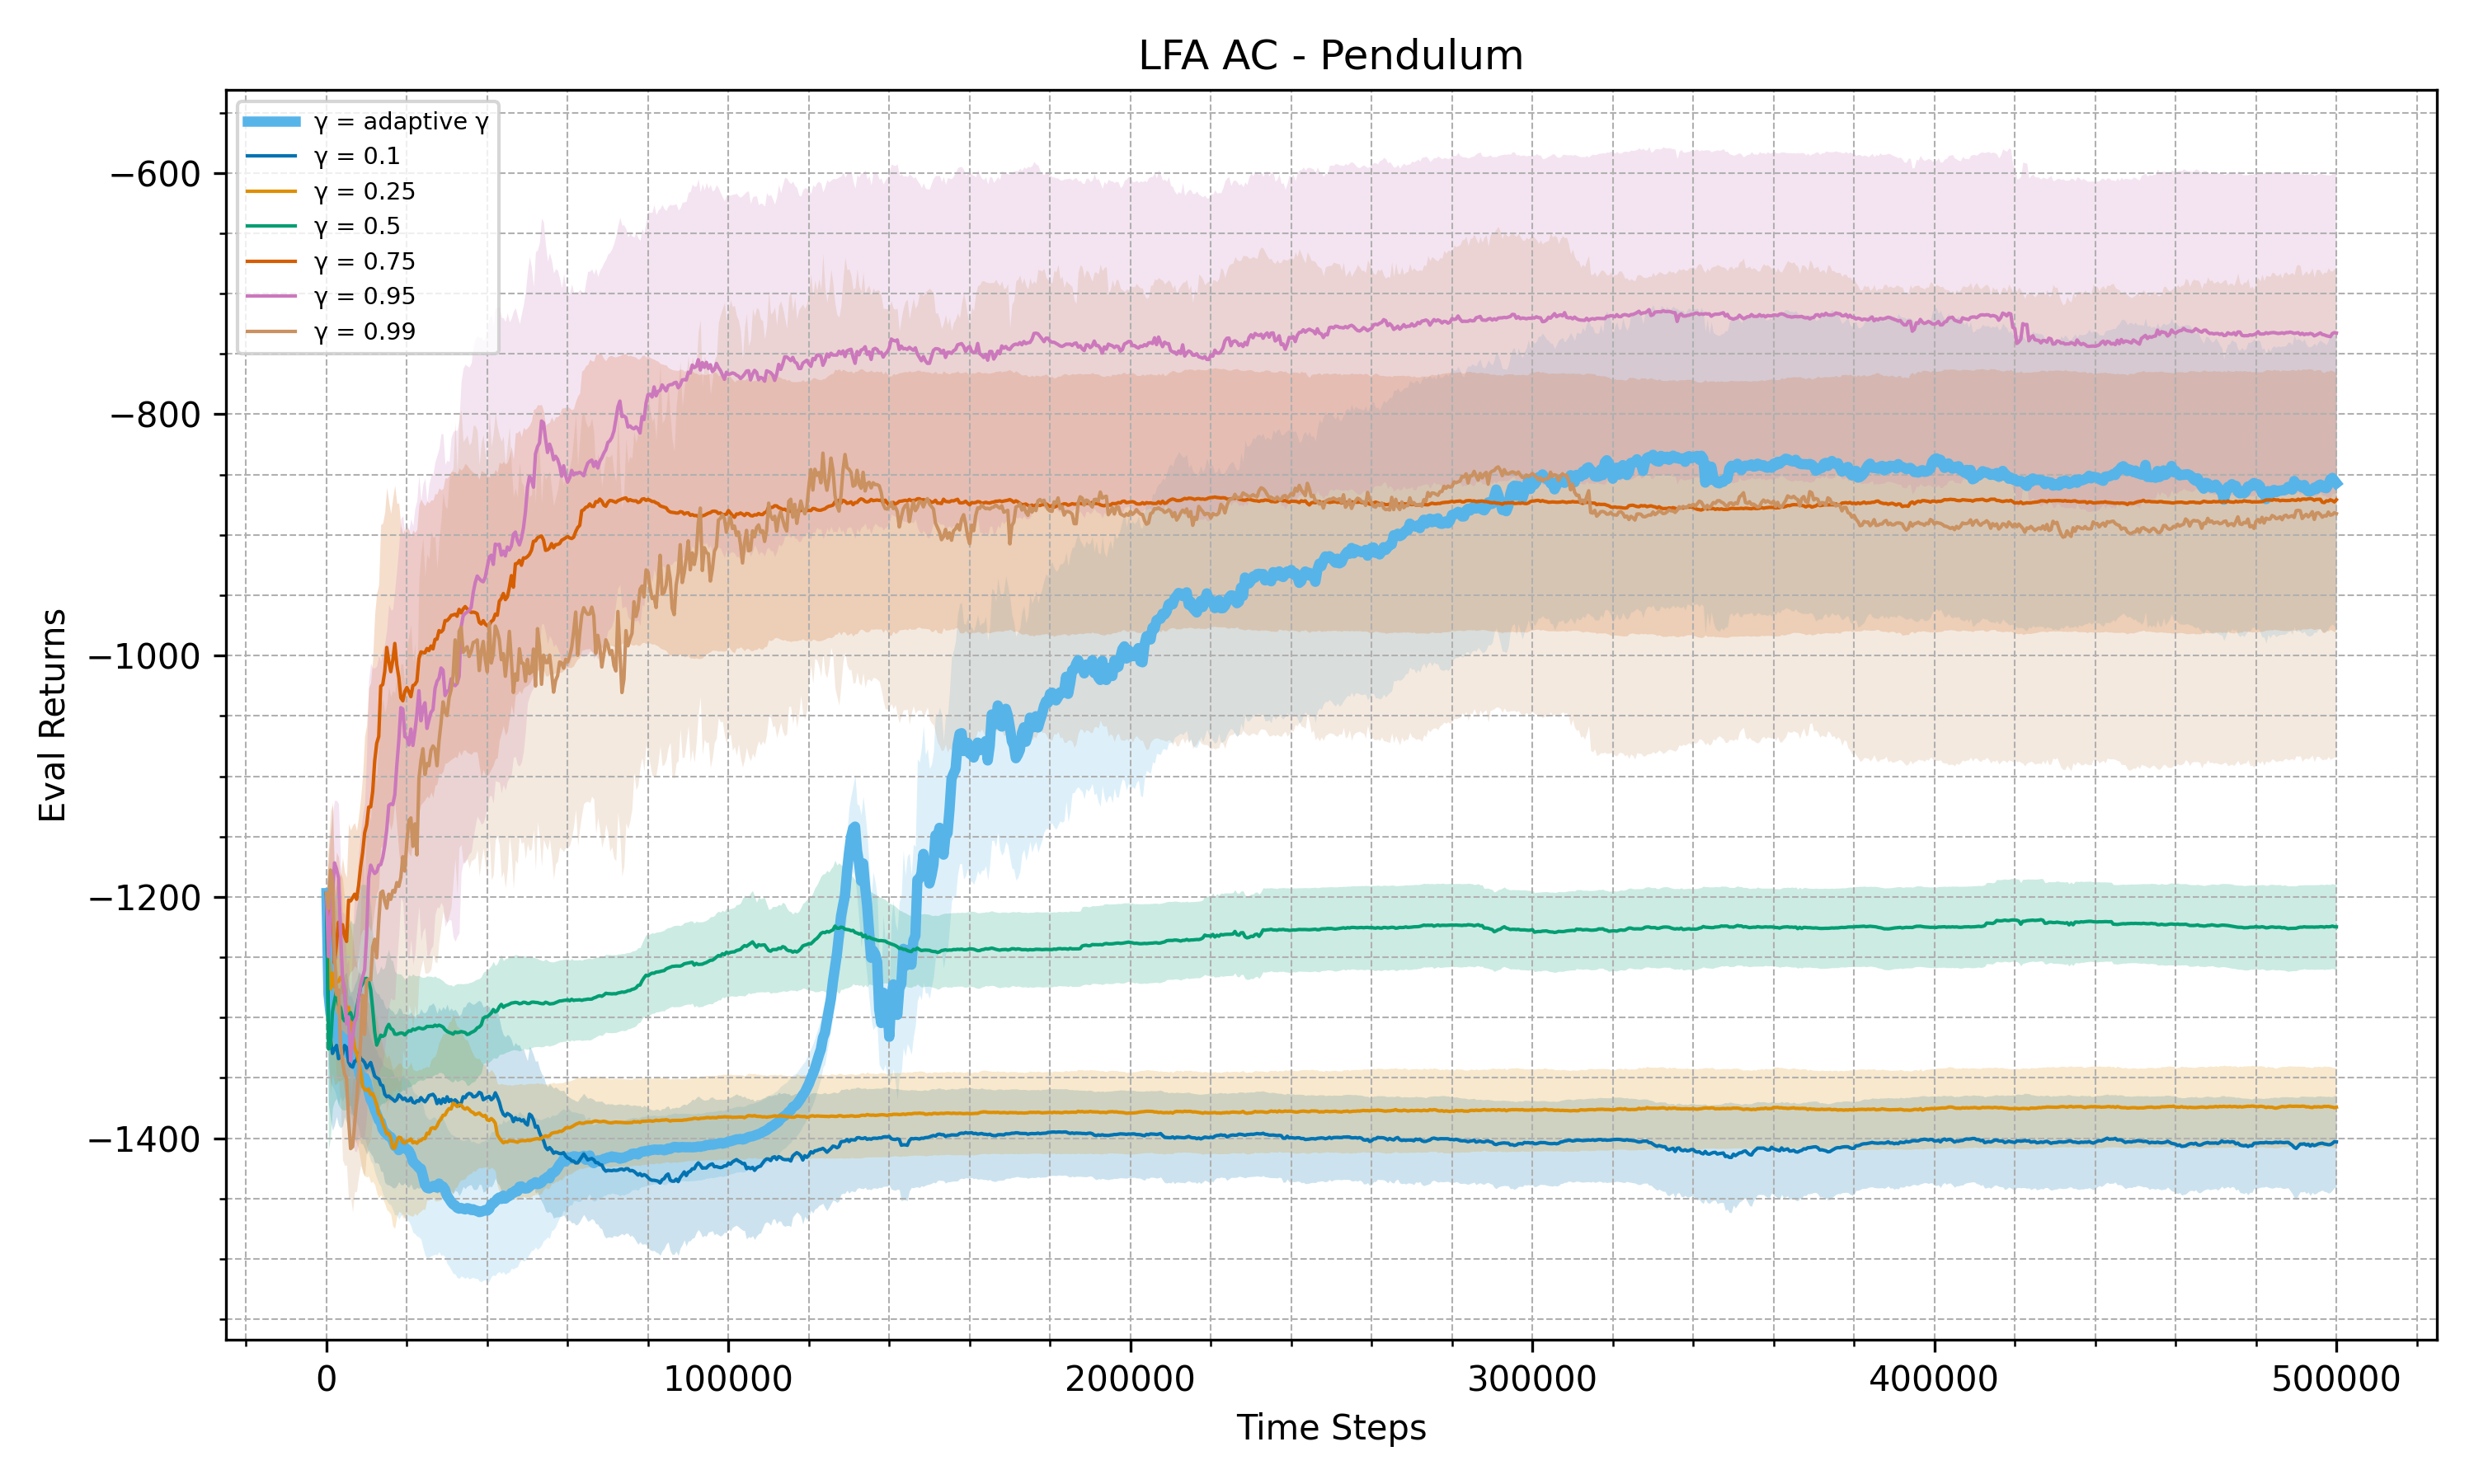 LFA AC - Pendulum
γ = adaptive γ
γ = 0.1
γ = 0.25
γ = 0.5
γ = 0.75
γ = 0.95
γ = 0.99
−600
−800
−1000
−1200
−1400
Eval Returns
0 100000 200000 300000 400000 500000
Time Steps